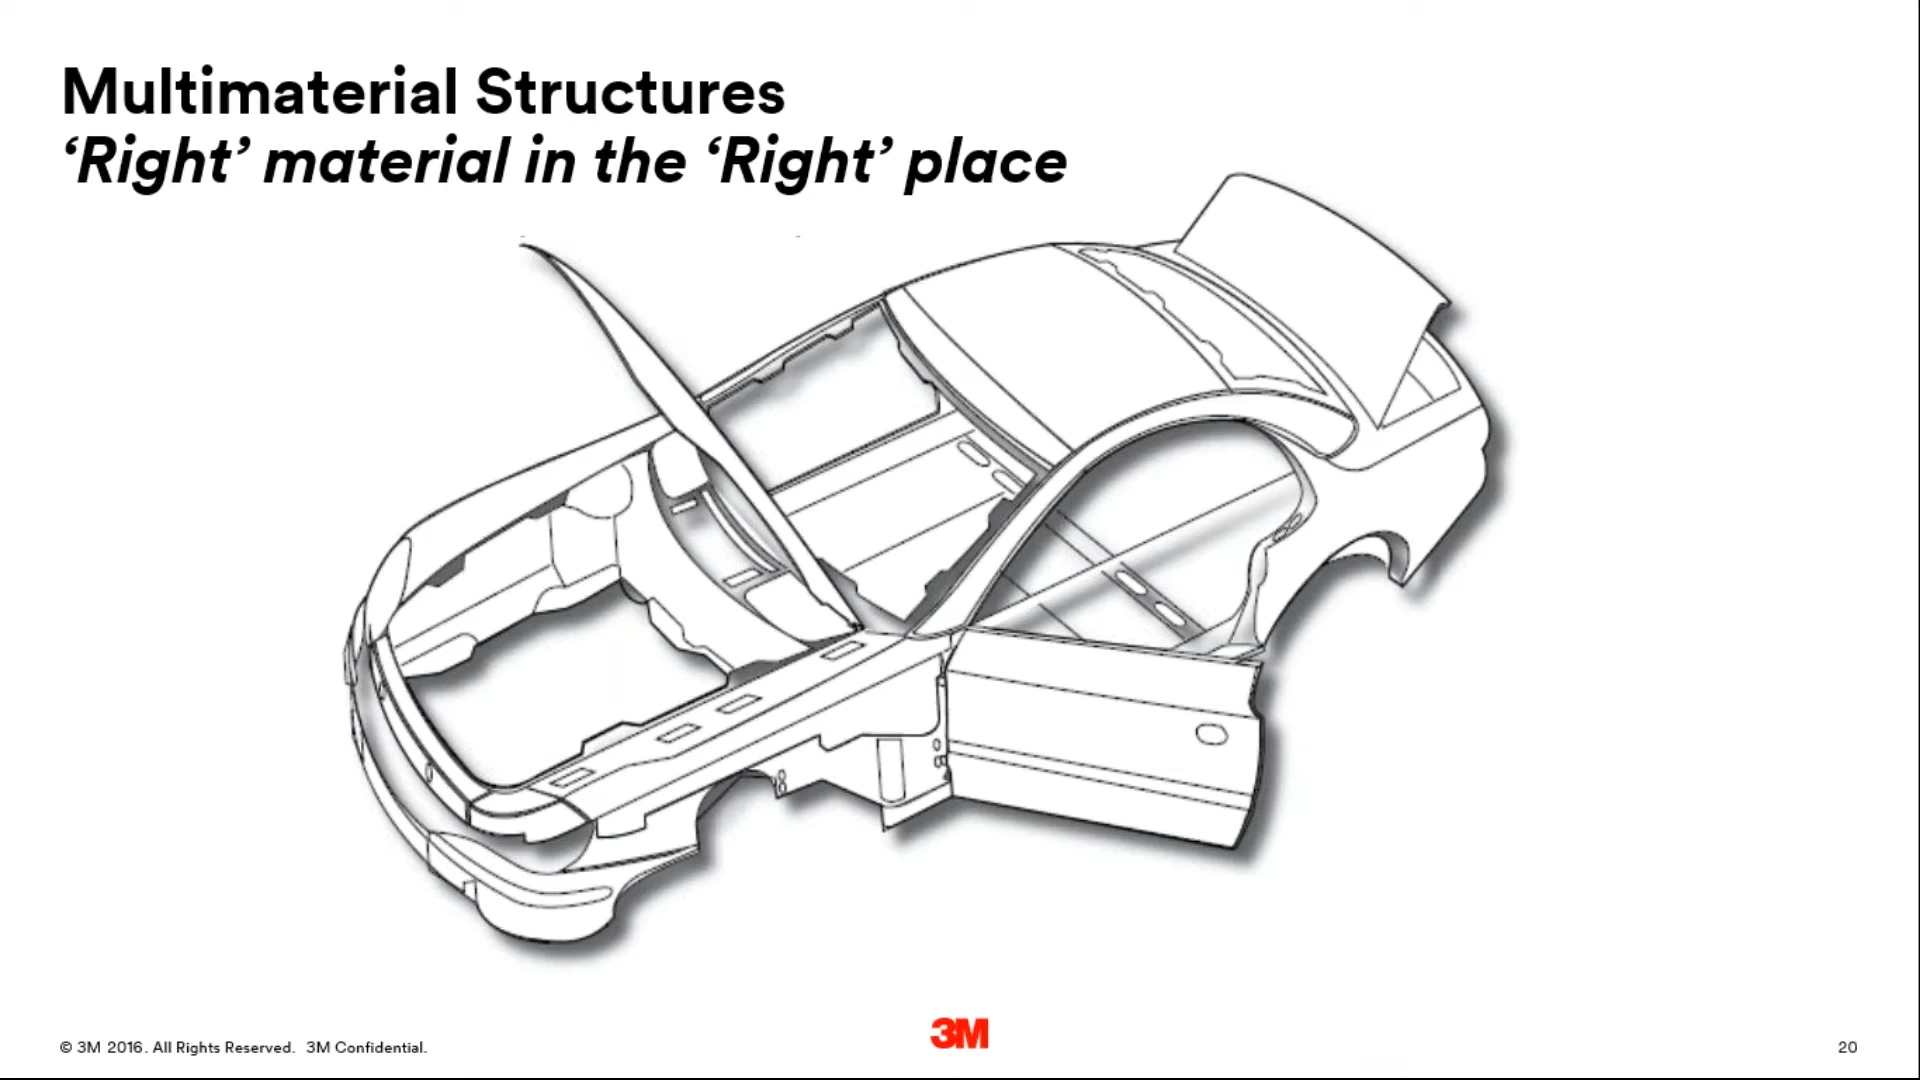 Multimaterial Structures
‘Right’ material in the ‘Right’ place
© 3M 2016. All Rights Reserved. 3M Confidential.
3M
20